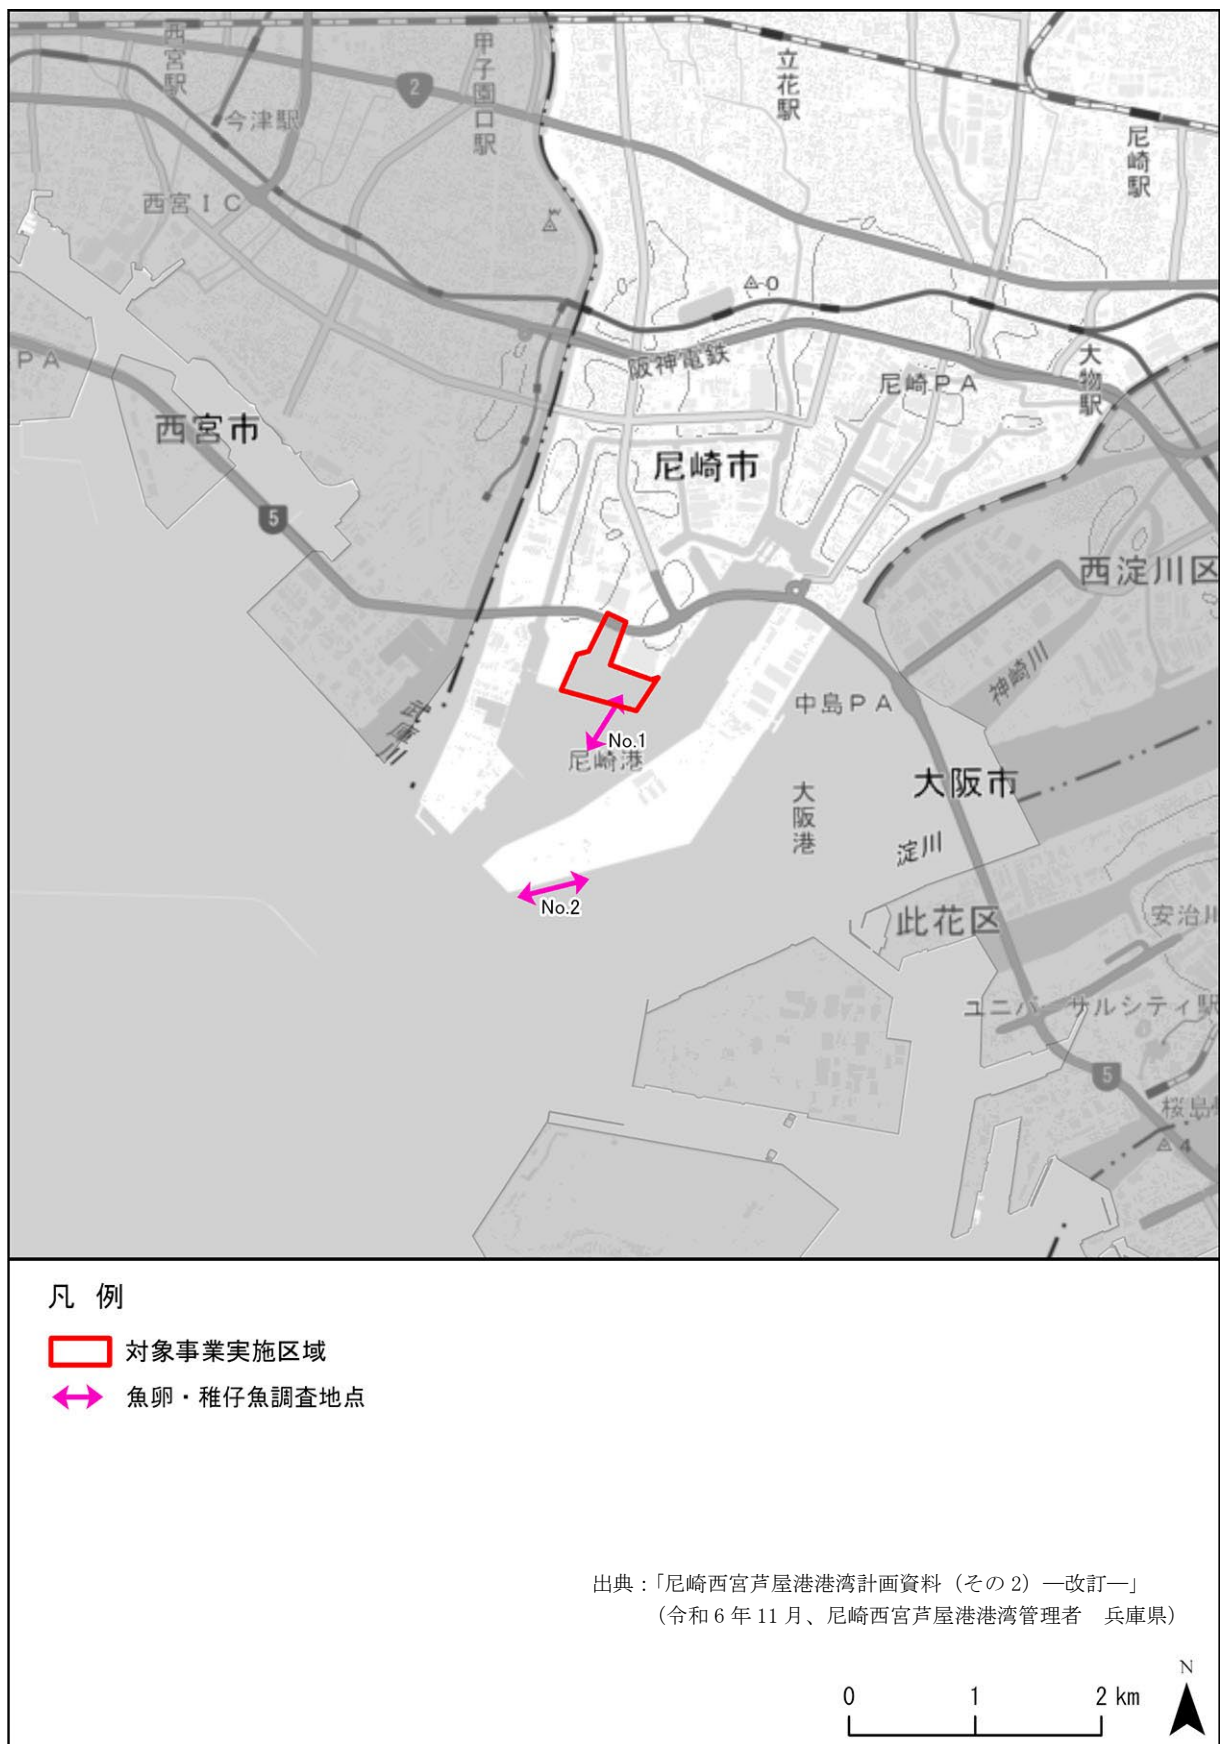 西宮駅
甲子園口駅
立花駅
尼崎駅
2
今津駅
西宮IC
0
PA
阪神電鉄
尼崎PA
大物駅
西宮市
尼崎市
5
西淀川区
神崎川
武庫川
中島PA
No.1
尼崎港
大阪市
大阪港
淀川
No.2
此花区
安治川
ユニバーサルシティ駅
5
桜島
4
凡 例
対象事業実施区域
魚卵・稚仔魚調査地点
出典:「尼崎西宮芦屋港港湾計画資料(その2)―改訂―」
(令和6年11月、尼崎西宮芦屋港港湾管理者 兵庫県)
N
0 1 2 km